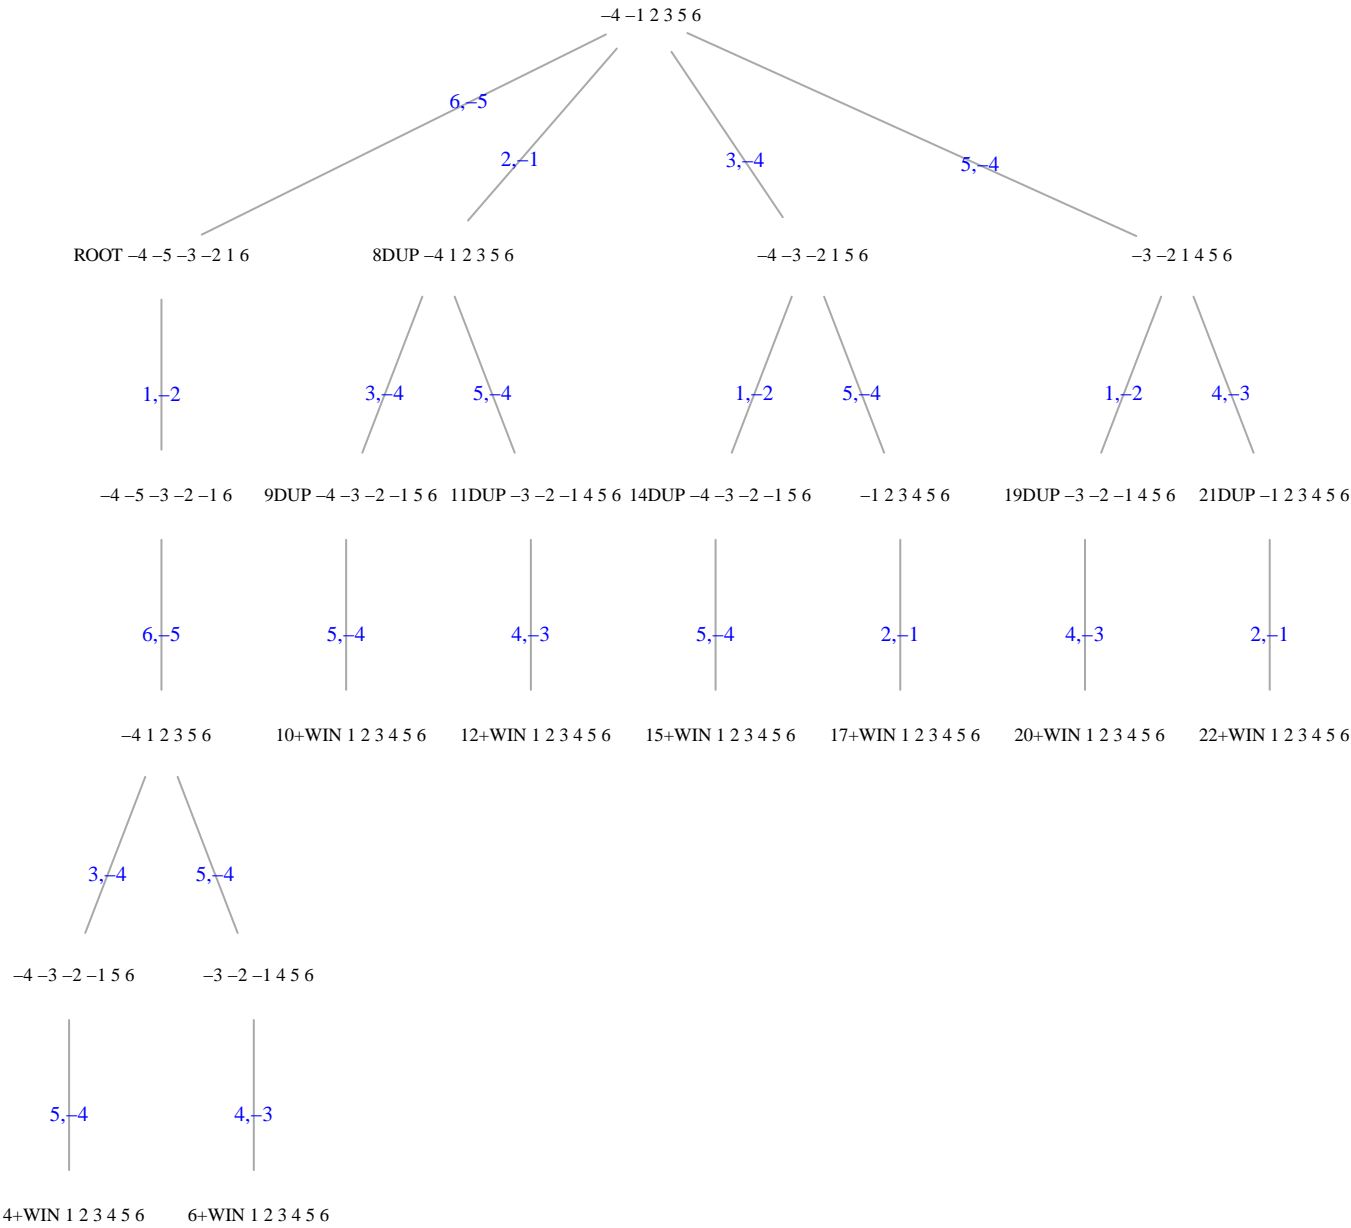 –4 –1 2 3 5 6
6,–5
2,–1
3,–4
5,–4
ROOT –4 –5 –3 –2 1 6
8DUP –4 1 2 3 5 6
–4 –3 –2 1 5 6
–3 –2 1 4 5 6
1,–2
3,–4
5,–4
1,–2
5,–4
1,–2
4,–3
–4 –5 –3 –2 –1 6
9DUP –4 –3 –2 –1 5 6
11DUP –3 –2 –1 4 5 6
14DUP –4 –3 –2 –1 5 6
–1 2 3 4 5 6
19DUP –3 –2 –1 4 5 6
21DUP –1 2 3 4 5 6
6,–5
5,–4
4,–3
5,–4
2,–1
4,–3
2,–1
–4 1 2 3 5 6
10+WIN 1 2 3 4 5 6
12+WIN 1 2 3 4 5 6
15+WIN 1 2 3 4 5 6
17+WIN 1 2 3 4 5 6
20+WIN 1 2 3 4 5 6
22+WIN 1 2 3 4 5 6
3,–4
5,–4
–4 –3 –2 –1 5 6
–3 –2 –1 4 5 6
5,–4
4,–3
4+WIN 1 2 3 4 5 6
6+WIN 1 2 3 4 5 6